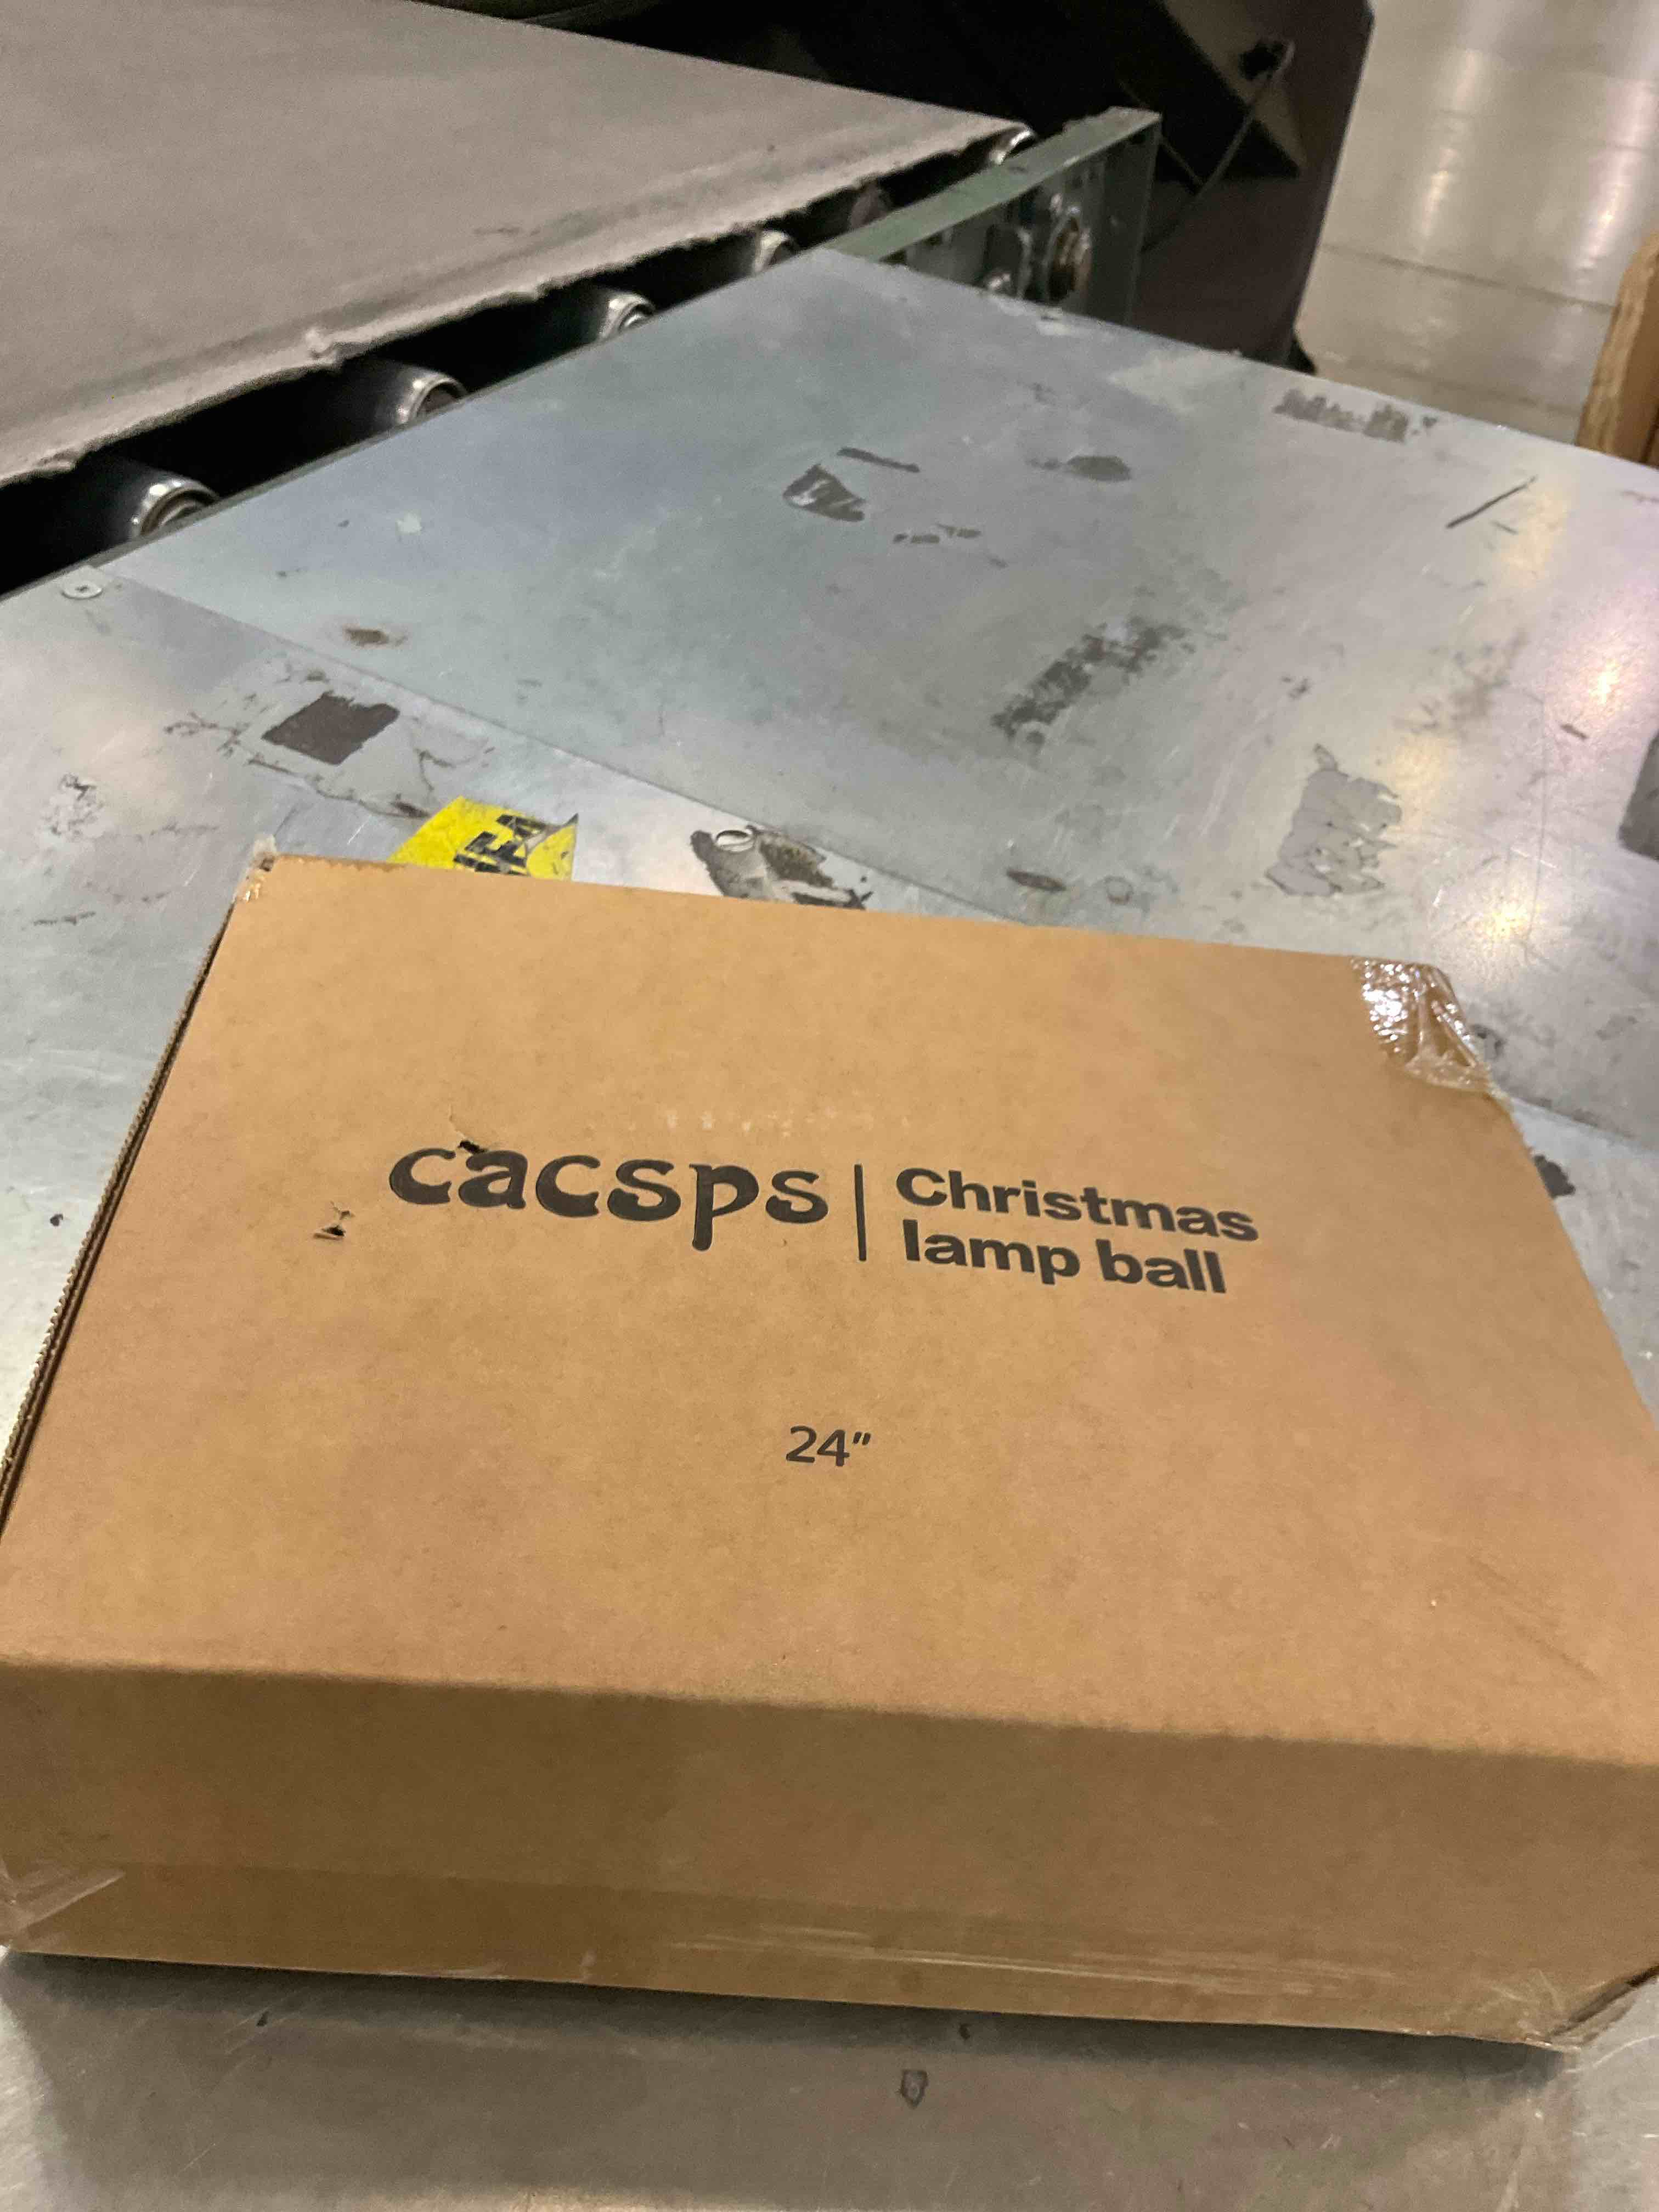 cacsps | Christmas
lamp ball
24"